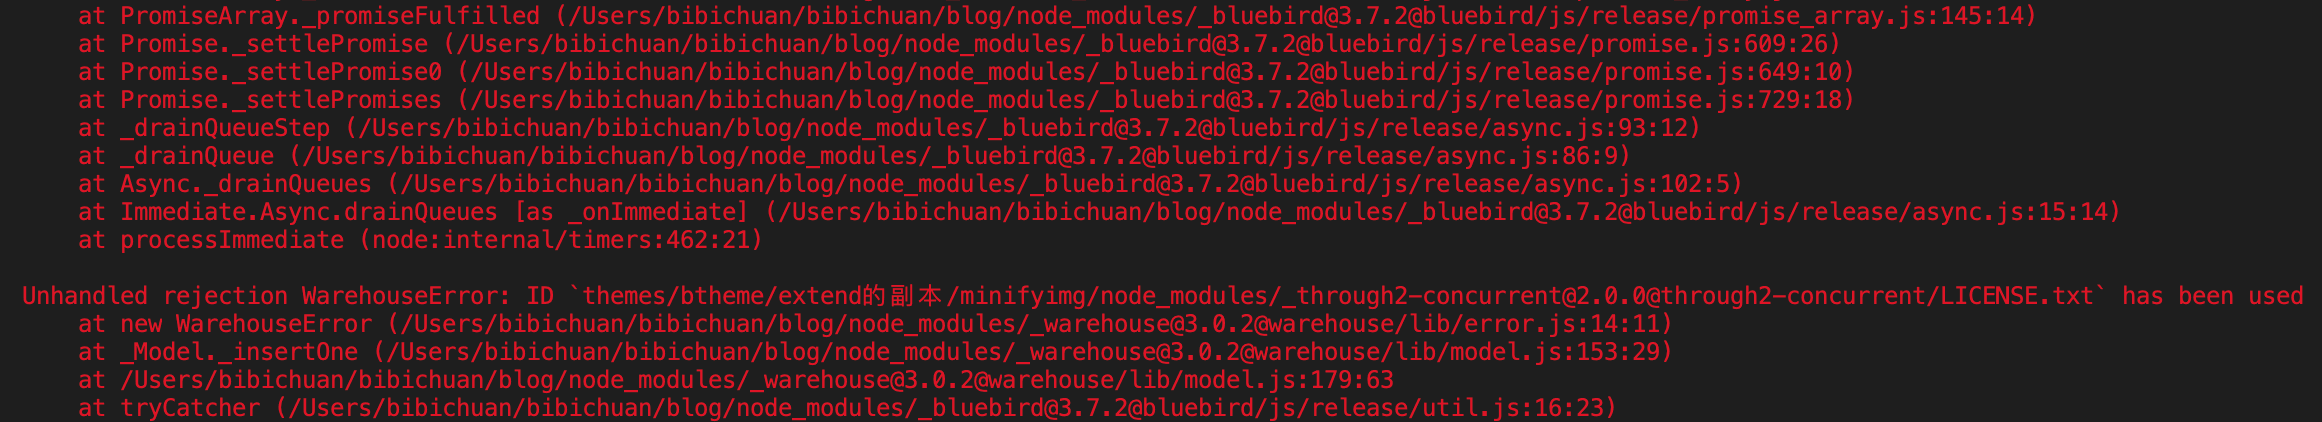 at PromiseArray._promiseFulfilled (/Users/bibichuan/bibichuan/blog/node_modules/_bluebird@3.7.2@bluebird/js/release/promise_array.js:145:14)
at Promise._settlePromise (/Users/bibichuan/bibichuan/blog/node_modules/_bluebird@3.7.2@bluebird/js/release/promise.js:609:26)
at Promise._settlePromise0 (/Users/bibichuan/bibichuan/blog/node_modules/_bluebird@3.7.2@bluebird/js/release/promise.js:649:10)
at Promise._settlePromises (/Users/bibichuan/bibichuan/blog/node_modules/_bluebird@3.7.2@bluebird/js/release/promise.js:729:18)
at _drainQueueStep (/Users/bibichuan/bibichuan/blog/node_modules/_bluebird@3.7.2@bluebird/js/release/async.js:93:12)
at _drainQueue (/Users/bibichuan/bibichuan/blog/node_modules/_bluebird@3.7.2@bluebird/js/release/async.js:86:9)
at Async._drainQueues (/Users/bibichuan/bibichuan/blog/node_modules/_bluebird@3.7.2@bluebird/js/release/async.js:102:5)
at Immediate.Async.drainQueues [as _onImmediate] (/Users/bibichuan/bibichuan/blog/node_modules/_bluebird@3.7.2@bluebird/js/release/async.js:15:14)
at processImmediate (node:internal/timers:462:21)
Unhandled rejection WarehouseError: ID `themes/btheme/extend的副本/minifyimg/node_modules/_through2-concurrent@2.0.0@through2-concurrent/LICENSE.txt` has been used
at new WarehouseError (/Users/bibichuan/bibichuan/blog/node_modules/_warehouse@3.0.2@warehouse/lib/error.js:14:11)
at _Model._insertOne (/Users/bibichuan/bibichuan/blog/node_modules/_warehouse@3.0.2@warehouse/lib/model.js:153:29)
at /Users/bibichuan/bibichuan/blog/node_modules/_warehouse@3.0.2@warehouse/lib/model.js:179:63
at tryCatcher (/Users/bibichuan/bibichuan/blog/node_modules/_bluebird@3.7.2@bluebird/js/release/util.js:16:23)